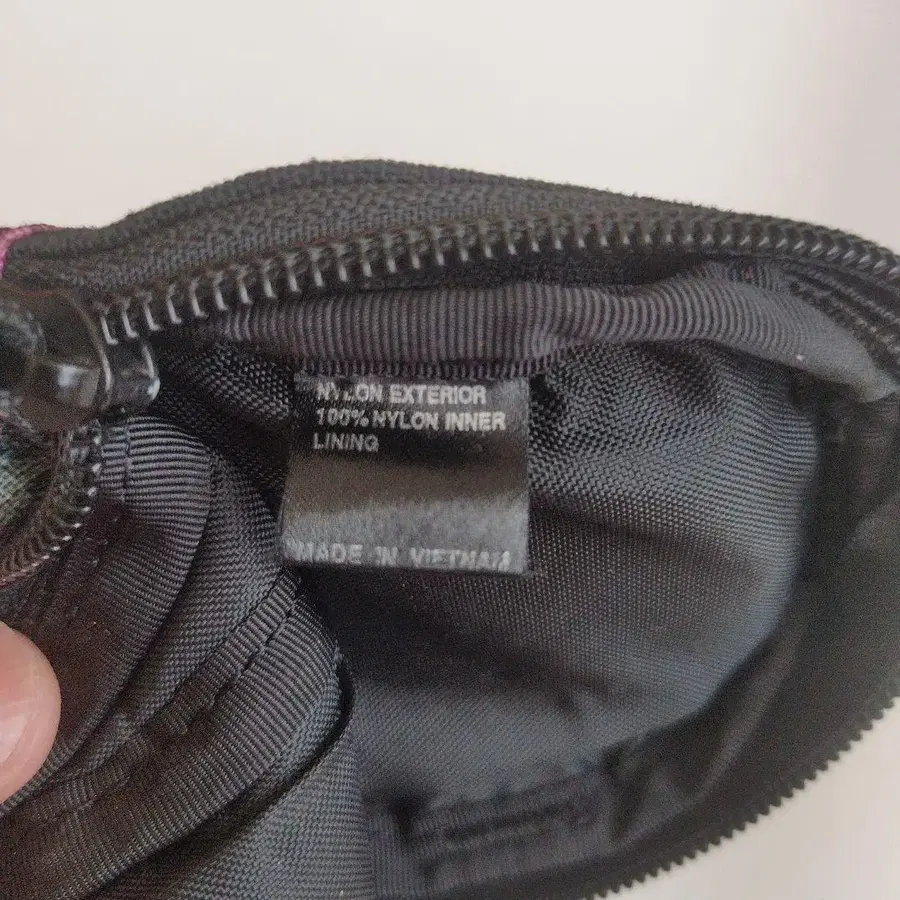 NYLON EXTERIOR
100% NYLON INNER
LINING
MADE IN VIETNAM